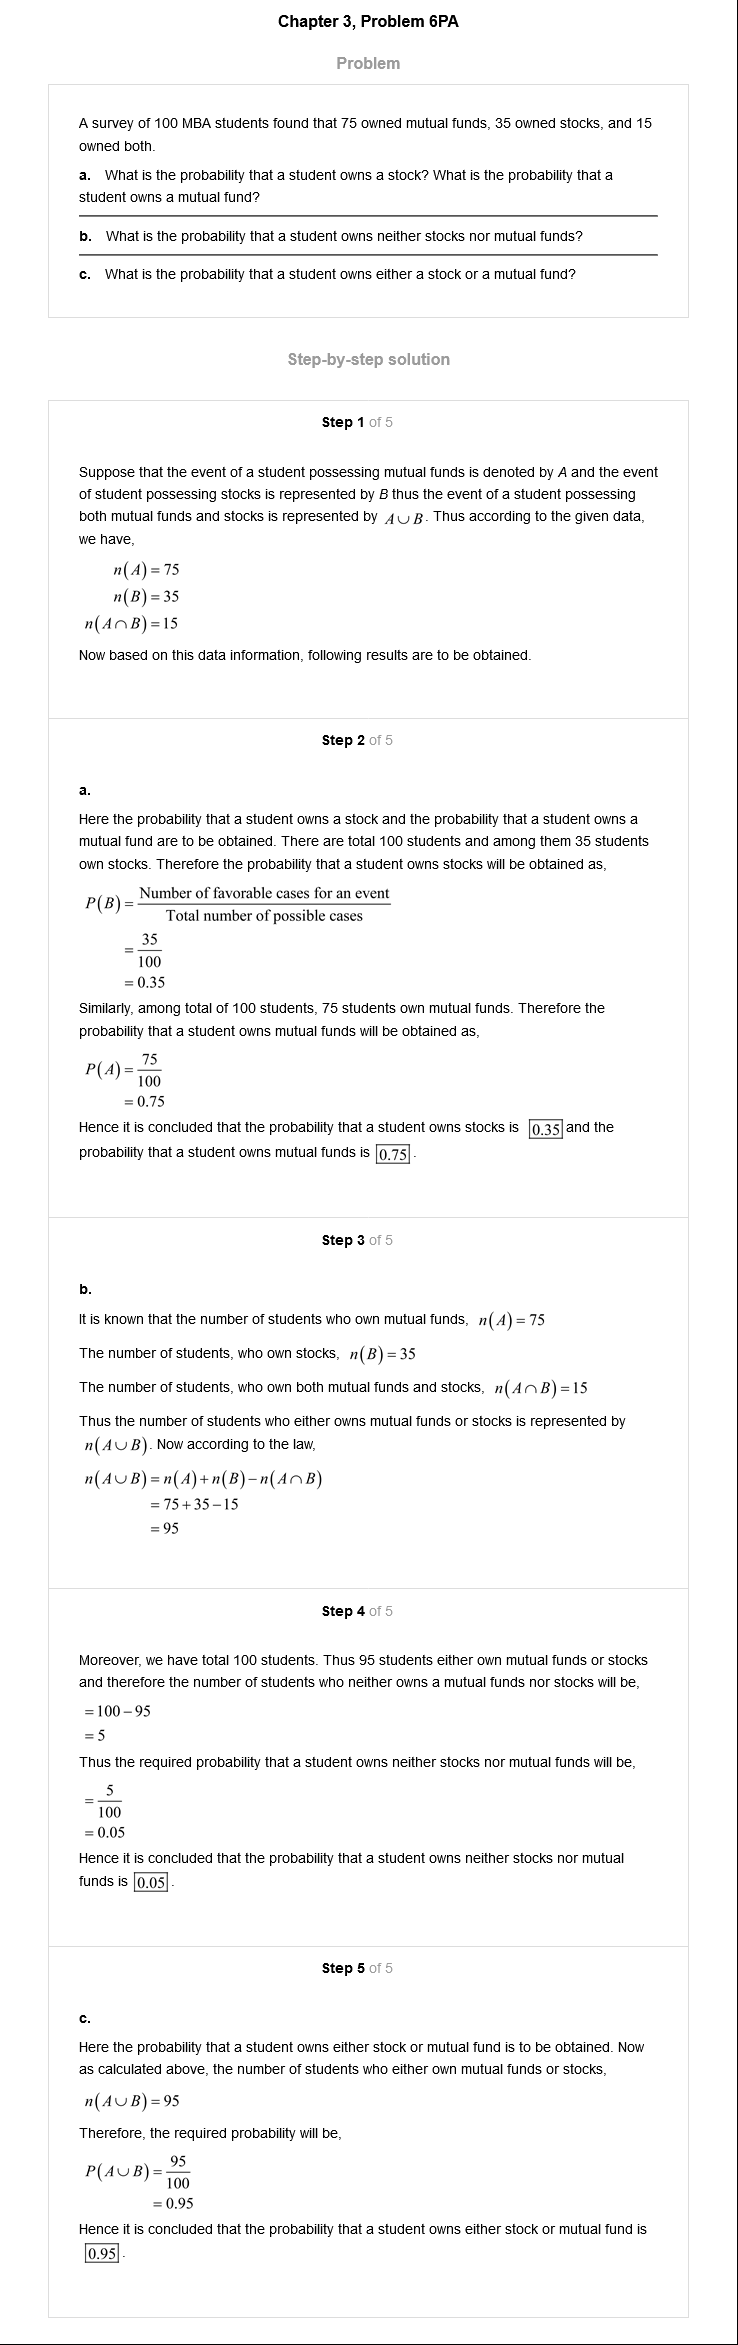 Chapter 3, Problem 6PA
Problem
A survey of 100 MBA students found that 75 owned mutual funds, 35 owned stocks, and 15
owned both.
a. What is the probability that a student owns a stock? What is the probability that a
student owns a mutual fund?
b. What is the probability that a student owns neither stocks nor mutual funds?
c. What is the probability that a student owns either a stock or a mutual fund?
Step-by-step solution
Step 1 of 5
Suppose that the event of a student possessing mutual funds is denoted by A and the event
of student possessing stocks is represented by B thus the event of a student possessing
both mutual funds and stocks is represented by A ∪ B. Thus according to the given data,
we have,
n(A) = 75
n(B) = 35
n(A ∩ B) = 15
Now based on this data information, following results are to be obtained.
Step 2 of 5
a.
Here the probability that a student owns a stock and the probability that a student owns a
mutual fund are to be obtained. There are total 100 students and among them 35 students
own stocks. Therefore the probability that a student owns stocks will be obtained as,
P(B) = Number of favorable cases for an event
Total number of possible cases
= 35
100
= 0.35
Similarly, among total of 100 students, 75 students own mutual funds. Therefore the
probability that a student owns mutual funds will be obtained as,
P(A) = 75
100
= 0.75
Hence it is concluded that the probability that a student owns stocks is 0.35 and the
probability that a student owns mutual funds is 0.75.
Step 3 of 5
b.
It is known that the number of students who own mutual funds, n(A) = 75
The number of students, who own stocks, n(B) = 35
The number of students, who own both mutual funds and stocks, n(A ∩ B) = 15
Thus the number of students who either owns mutual funds or stocks is represented by
n(A ∪ B). Now according to the law,
n(A ∪ B) = n(A) + n(B) − n(A ∩ B)
= 75 + 35 − 15
= 95
Step 4 of 5
Moreover, we have total 100 students. Thus 95 students either own mutual funds or stocks
and therefore the number of students who neither owns a mutual funds nor stocks will be,
= 100 − 95
= 5
Thus the required probability that a student owns neither stocks nor mutual funds will be,
= 5
100
= 0.05
Hence it is concluded that the probability that a student owns neither stocks nor mutual
funds is 0.05.
Step 5 of 5
c.
Here the probability that a student owns either stock or mutual fund is to be obtained. Now
as calculated above, the number of students who either own mutual funds or stocks,
n(A ∪ B) = 95
Therefore, the required probability will be,
P(A ∪ B) = 95
100
= 0.95
Hence it is concluded that the probability that a student owns either stock or mutual fund is
0.95.